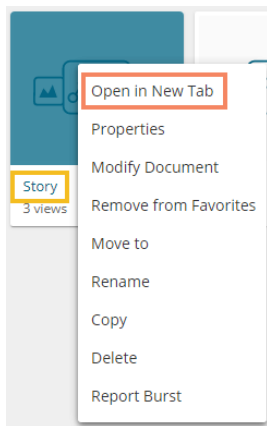 Open in New Tab
Properties
Modify Document
Story
Remove from Favorites
3 views
Move to
Rename
Copy
Delete
Report Burst